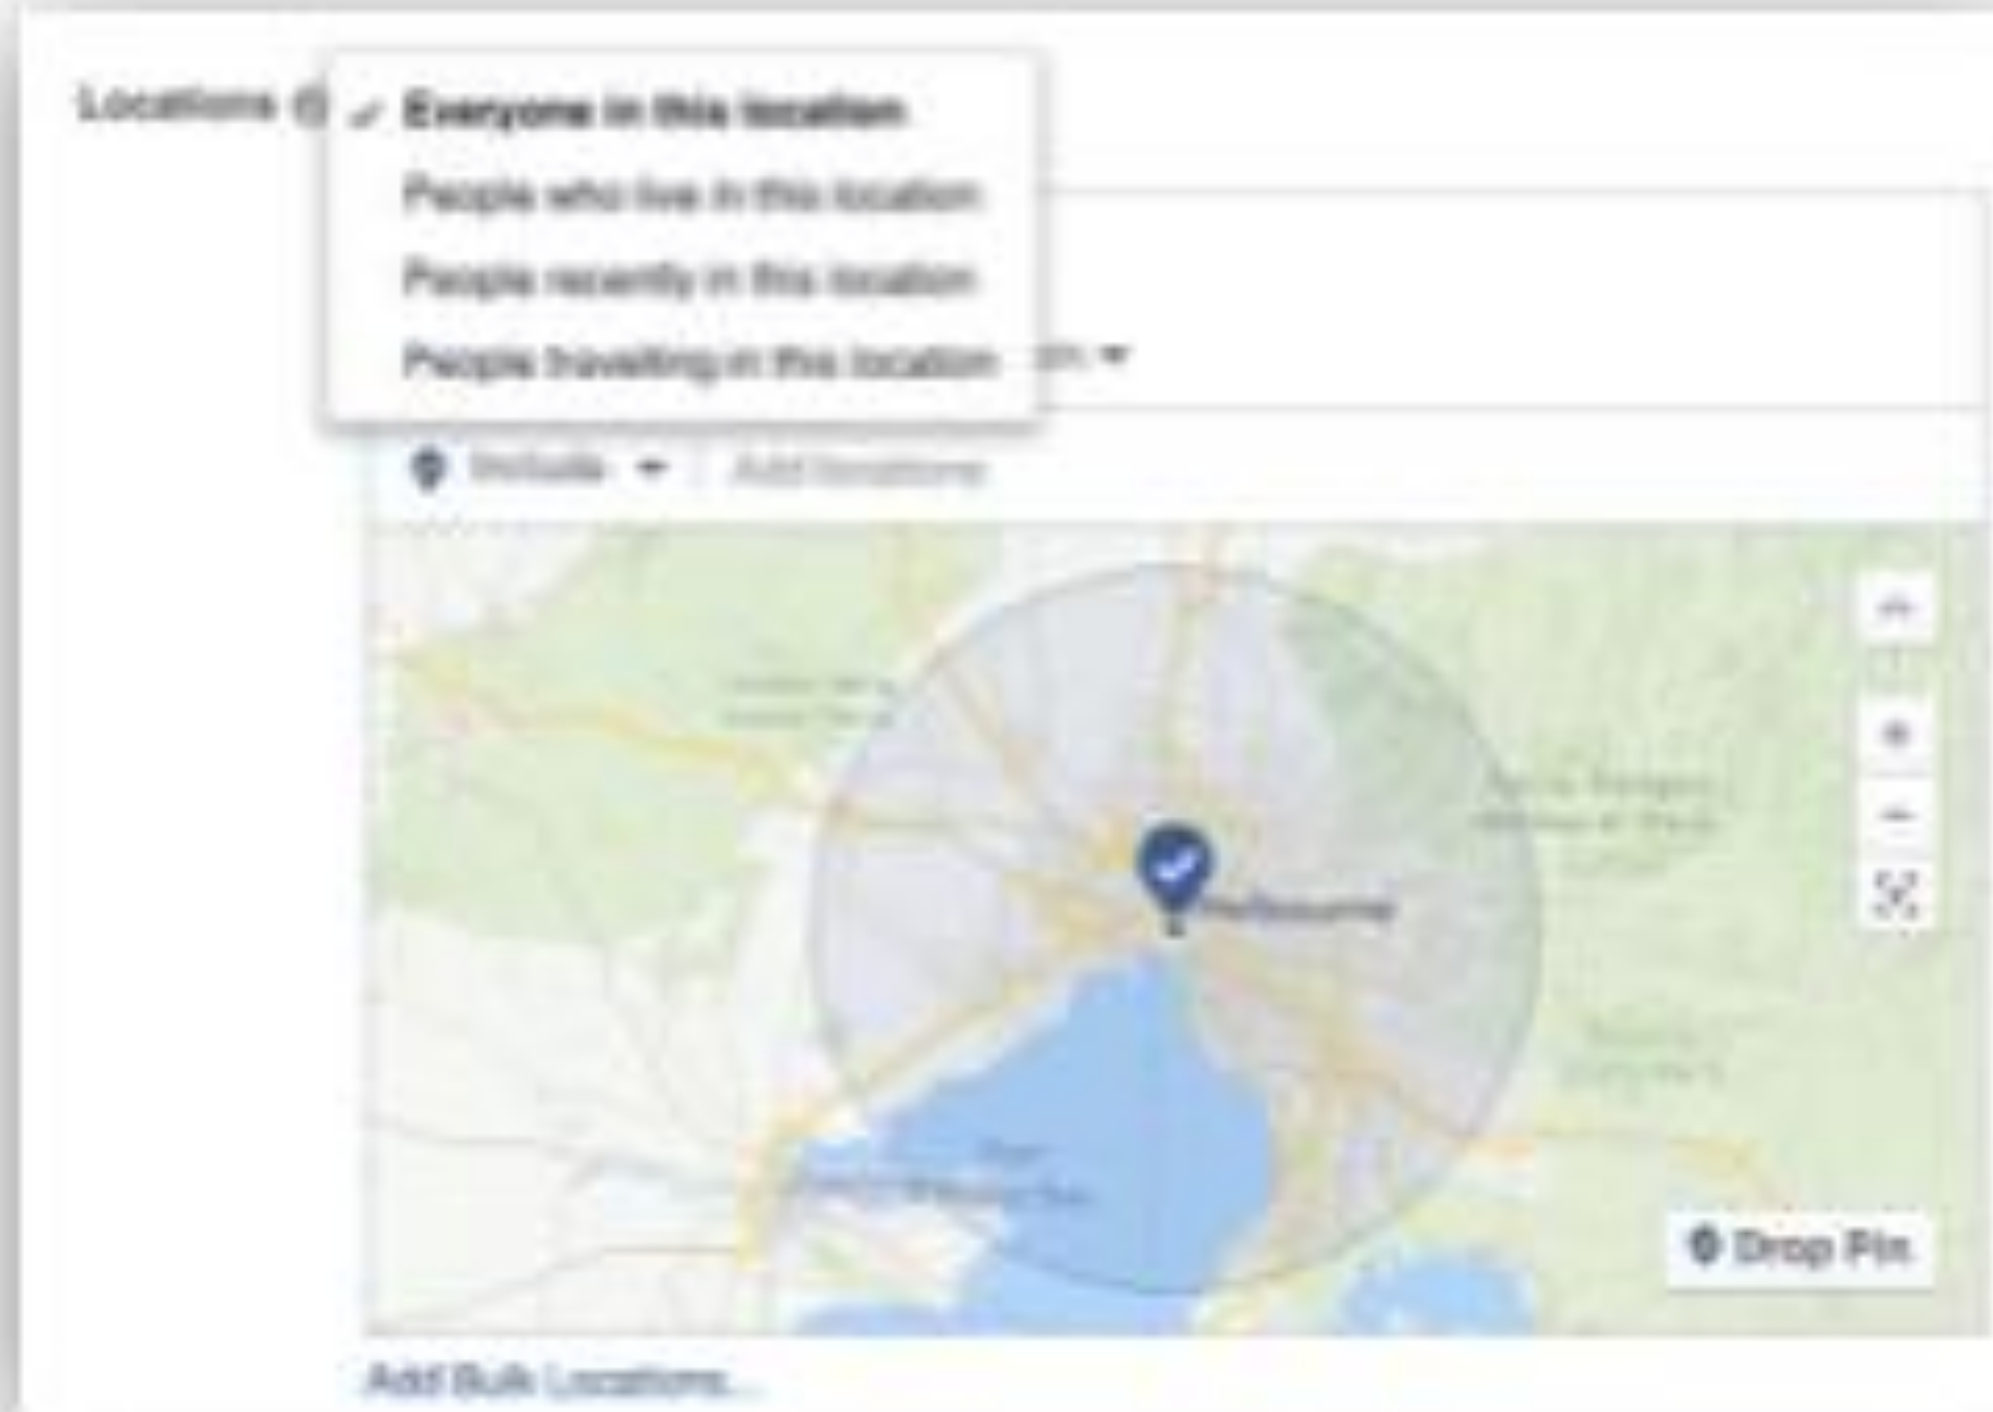 Locations
Everyone in this location
People who live in this location
People recently in this location
People travelling in this location
Include
Add locations
Melbourne
Drop Pin
Add Bulk Locations...